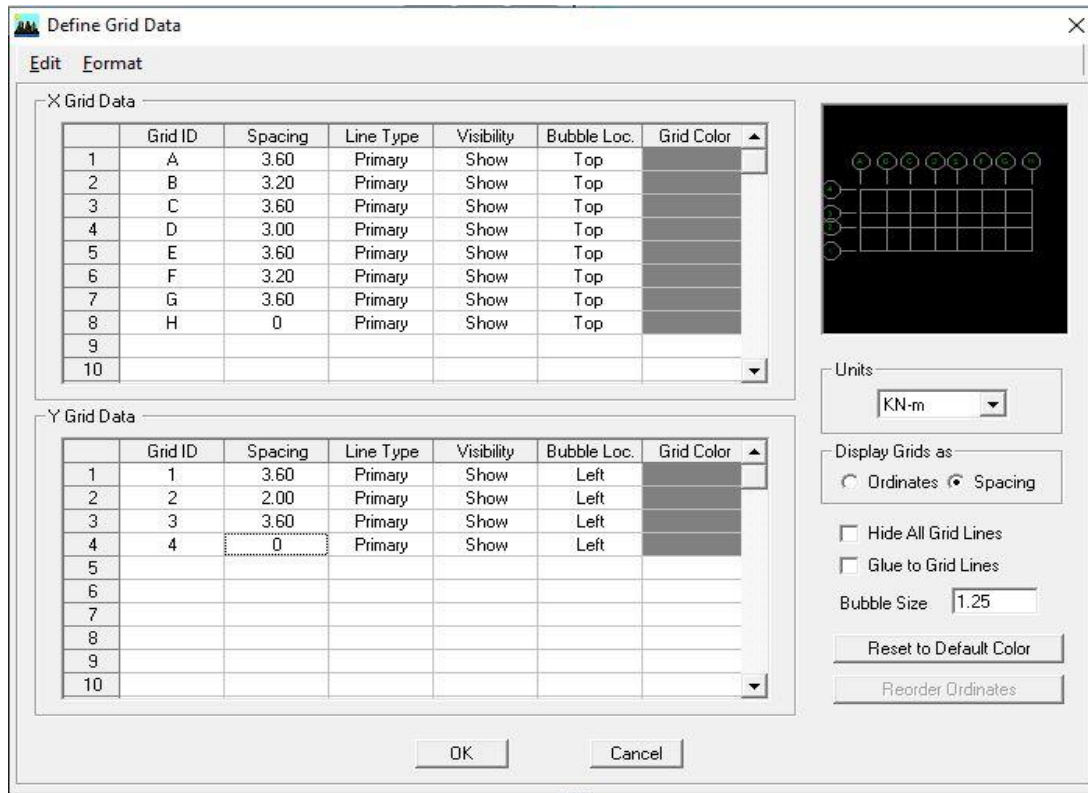 Define Grid Data
Edit Format
X Grid Data
Grid ID Spacing Line Type Visibility Bubble Loc. Grid Color
1 A 3.60 Primary Show Top
2 B 3.20 Primary Show Top
3 C 3.60 Primary Show Top
4 D 3.00 Primary Show Top
5 E 3.60 Primary Show Top
6 F 3.20 Primary Show Top
7 G 3.60 Primary Show Top
8 H 0 Primary Show Top
9
10
Y Grid Data
Grid ID Spacing Line Type Visibility Bubble Loc. Grid Color
1 1 3.60 Primary Show Left
2 2 2.00 Primary Show Left
3 3 3.60 Primary Show Left
4 4 0 Primary Show Left
5
6
7
8
9
10
Units
KN-m
Display Grids as
Ordinates Spacing
Hide All Grid Lines
Glue to Grid Lines
Bubble Size 1.25
Reset to Default Color
Reorder Ordinates
OK Cancel